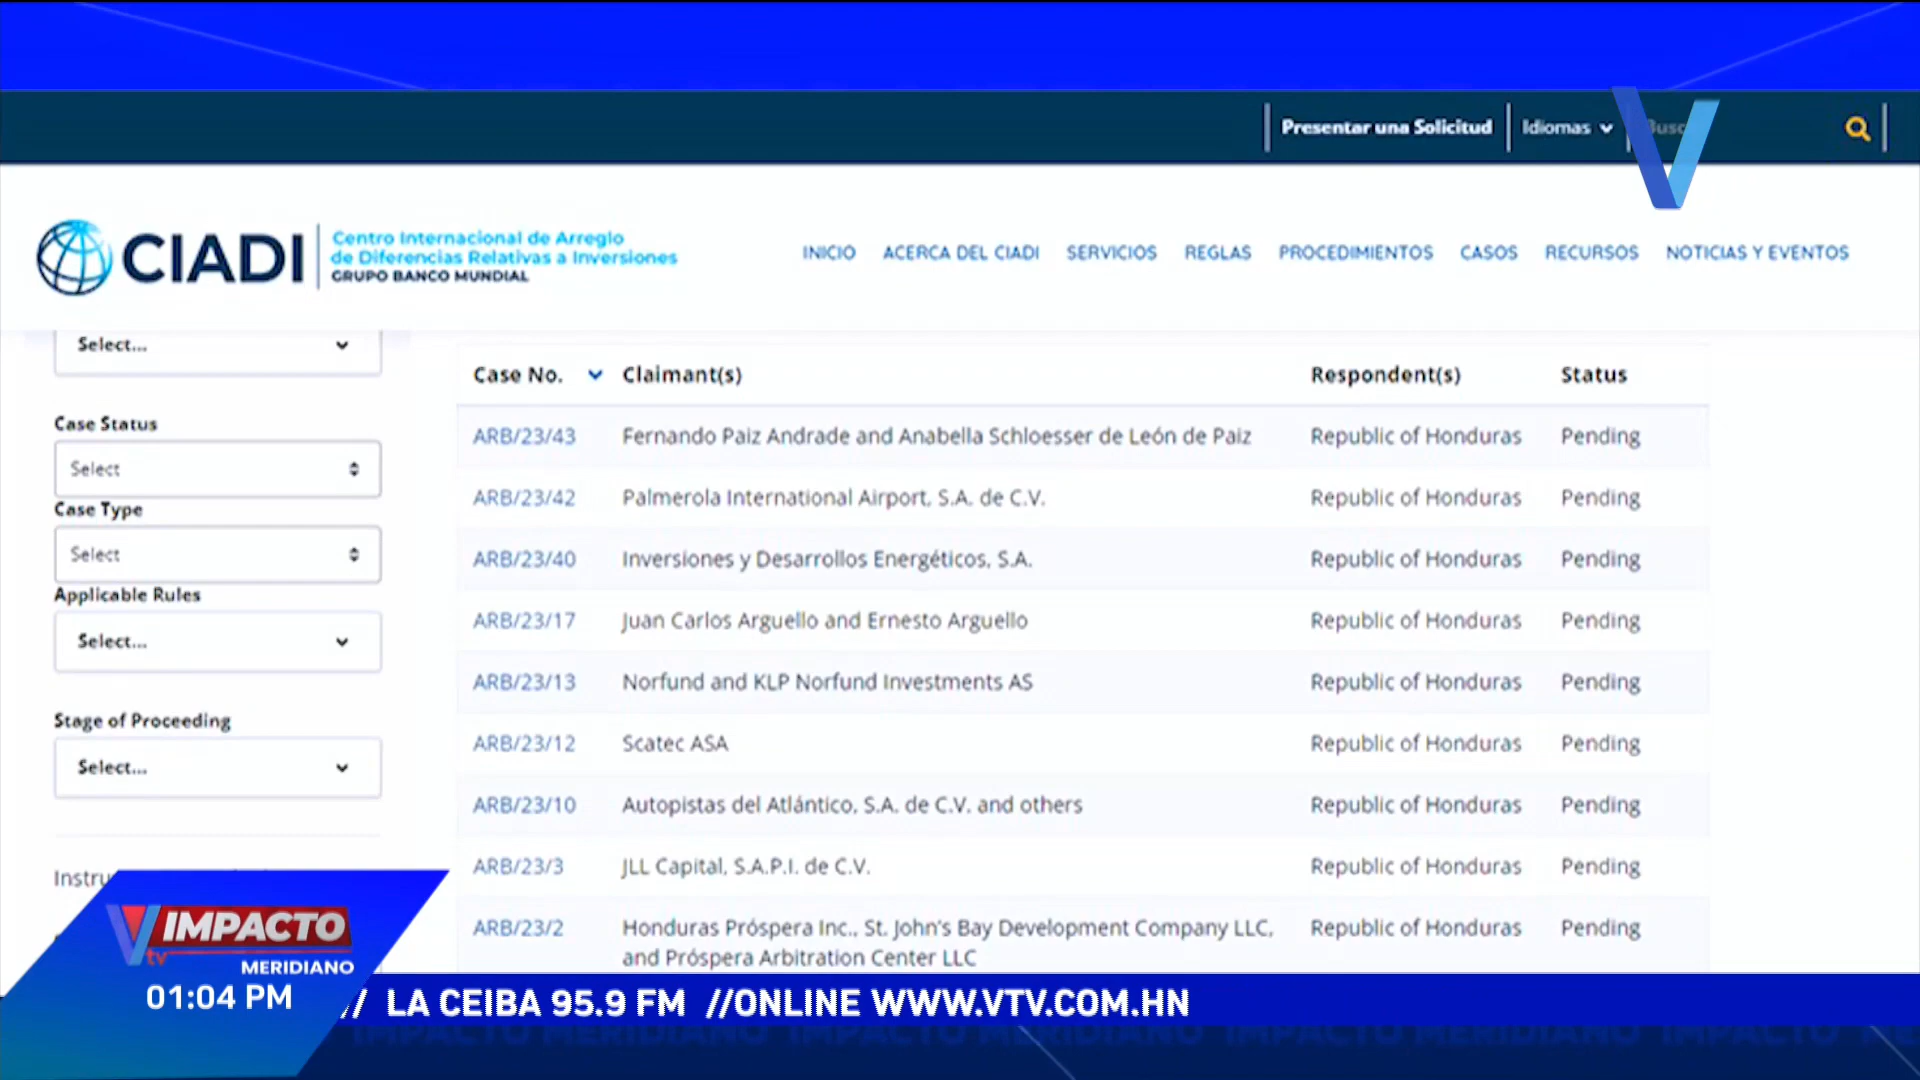 Presentar una Solicitud
Idiomas
CIADI
Centro Internacional de Arreglo
de Diferencias Relativas a Inversiones
GRUPO BANCO MUNDIAL
INICIO ACERCA DEL CIADI SERVICIOS REGLAS PROCEDIMIENTOS CASOS RECURSOS NOTICIAS Y EVENTOS
Select...
Case Status
Select
Case Type
Select
Applicable Rules
Select...
Stage of Proceeding
Select...
Case No. Claimant(s) Respondent(s) Status
ARB/23/43 Fernando Paiz Andrade and Anabella Schloesser de León de Paiz Republic of Honduras Pending
ARB/23/42 Palmerola International Airport, S.A. de C.V. Republic of Honduras Pending
ARB/23/40 Inversiones y Desarrollos Energéticos, S.A. Republic of Honduras Pending
ARB/23/17 Juan Carlos Arguello and Ernesto Arguello Republic of Honduras Pending
ARB/23/13 Norfund and KLP Norfund Investments AS Republic of Honduras Pending
ARB/23/12 Scatec ASA Republic of Honduras Pending
ARB/23/10 Autopistas del Atlántico, S.A. de C.V. and others Republic of Honduras Pending
ARB/23/3 JLL Capital, S.A.P.I. de C.V. Republic of Honduras Pending
ARB/23/2 Honduras Próspera Inc., St. John's Bay Development Company LLC, Republic of Honduras Pending
and Próspera Arbitration Center LLC
Vtv IMPACTO
MERIDIANO
01:04 PM
// LA CEIBA 95.9 FM //ONLINE WWW.VTV.COM.HN
IMPACTO MERIDIANO IMPACTO MERIDIANO IMPACTO